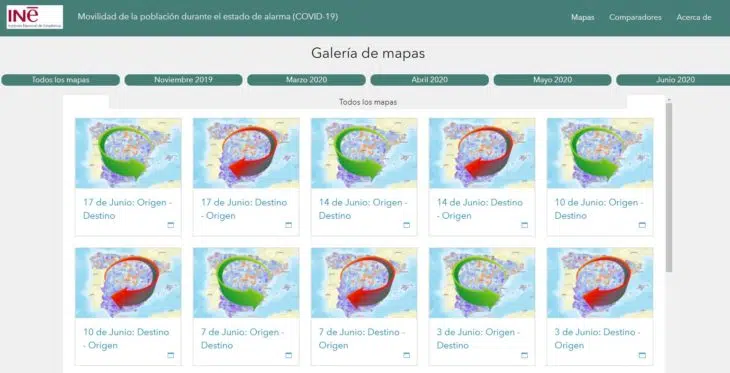 INē
Instituto Nacional de Estadística
Movilidad de la población durante el estado de alarma (COVID-19)
Mapas Comparadores Acerca de
Galería de mapas
Todos los mapas Noviembre 2019 Marzo 2020 Abril 2020 Mayo 2020 Junio 2020
Todos los mapas
17 de Junio: Origen -
Destino
17 de Junio: Destino
- Origen
14 de Junio: Origen -
Destino
14 de Junio: Destino
- Origen
10 de Junio: Origen -
Destino
10 de Junio: Destino
- Origen
7 de Junio: Origen -
Destino
7 de Junio: Destino
- Origen
3 de Junio: Origen -
Destino
3 de Junio: Destino
- Origen